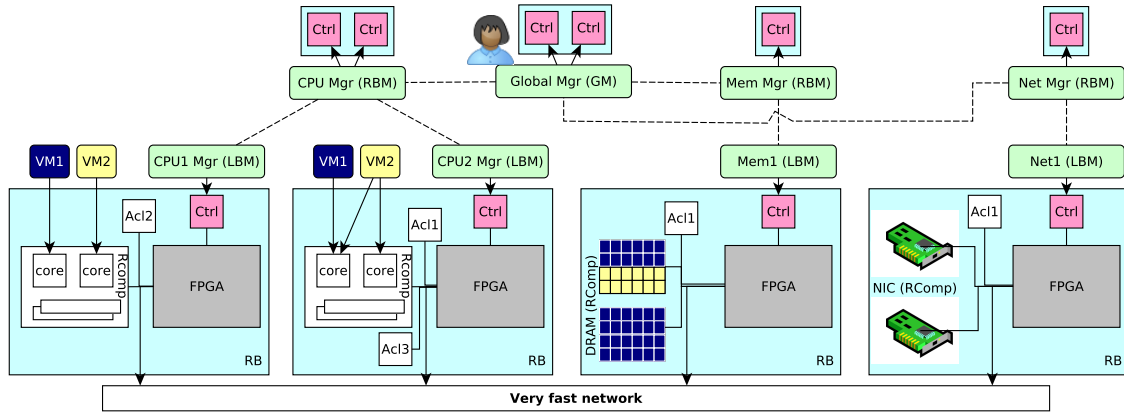 Ctrl Ctrl
Ctrl Ctrl
Ctrl
Ctrl
CPU Mgr (RBM)
Global Mgr (GM)
Mem Mgr (RBM)
Net Mgr (RBM)
VM1
VM2
CPU1 Mgr (LBM)
VM1
VM2
CPU2 Mgr (LBM)
Mem1 (LBM)
Net1 (LBM)
Acl2
Ctrl
core
core
Rcomp
FPGA
RB
Acl1
Ctrl
core
core
Rcomp
FPGA
Acl3
RB
Acl1
Ctrl
DRAM (RComp)
FPGA
RB
Acl1
Ctrl
NIC (RComp)
FPGA
RB
Very fast network